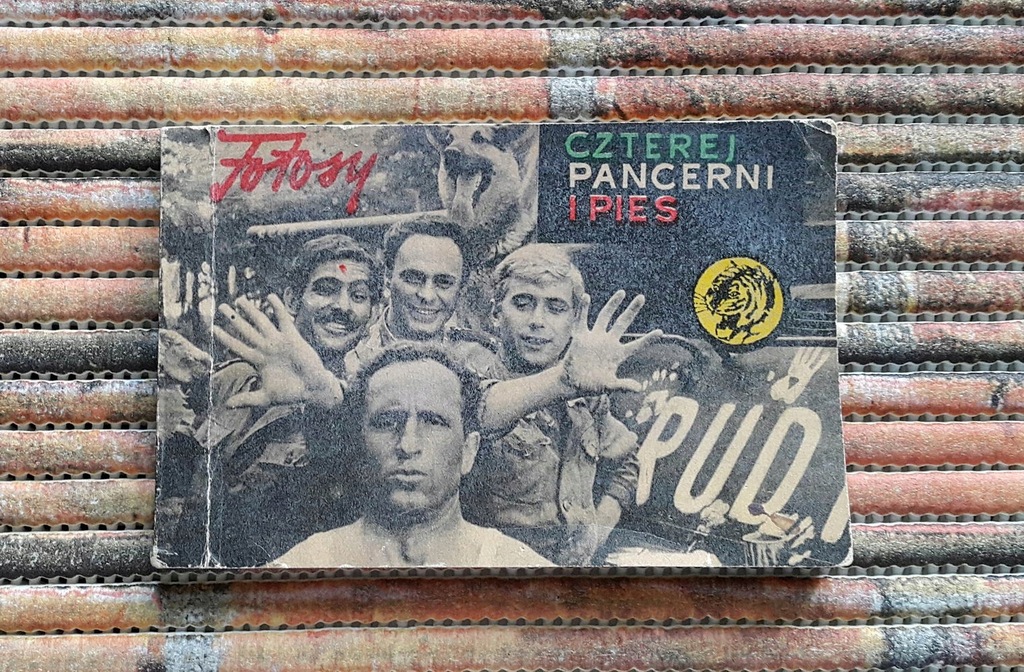 Fotosy
CZTEREJ
PANCERNI
I PIES
RUDY